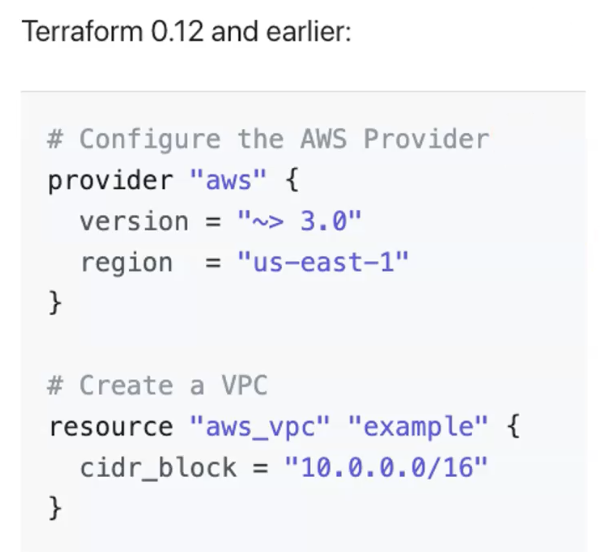 Terraform 0.12 and earlier:
# Configure the AWS Provider
provider "aws" {
  version = "~> 3.0"
  region  = "us-east-1"
}
# Create a VPC
resource "aws_vpc" "example" {
  cidr_block = "10.0.0.0/16"
}